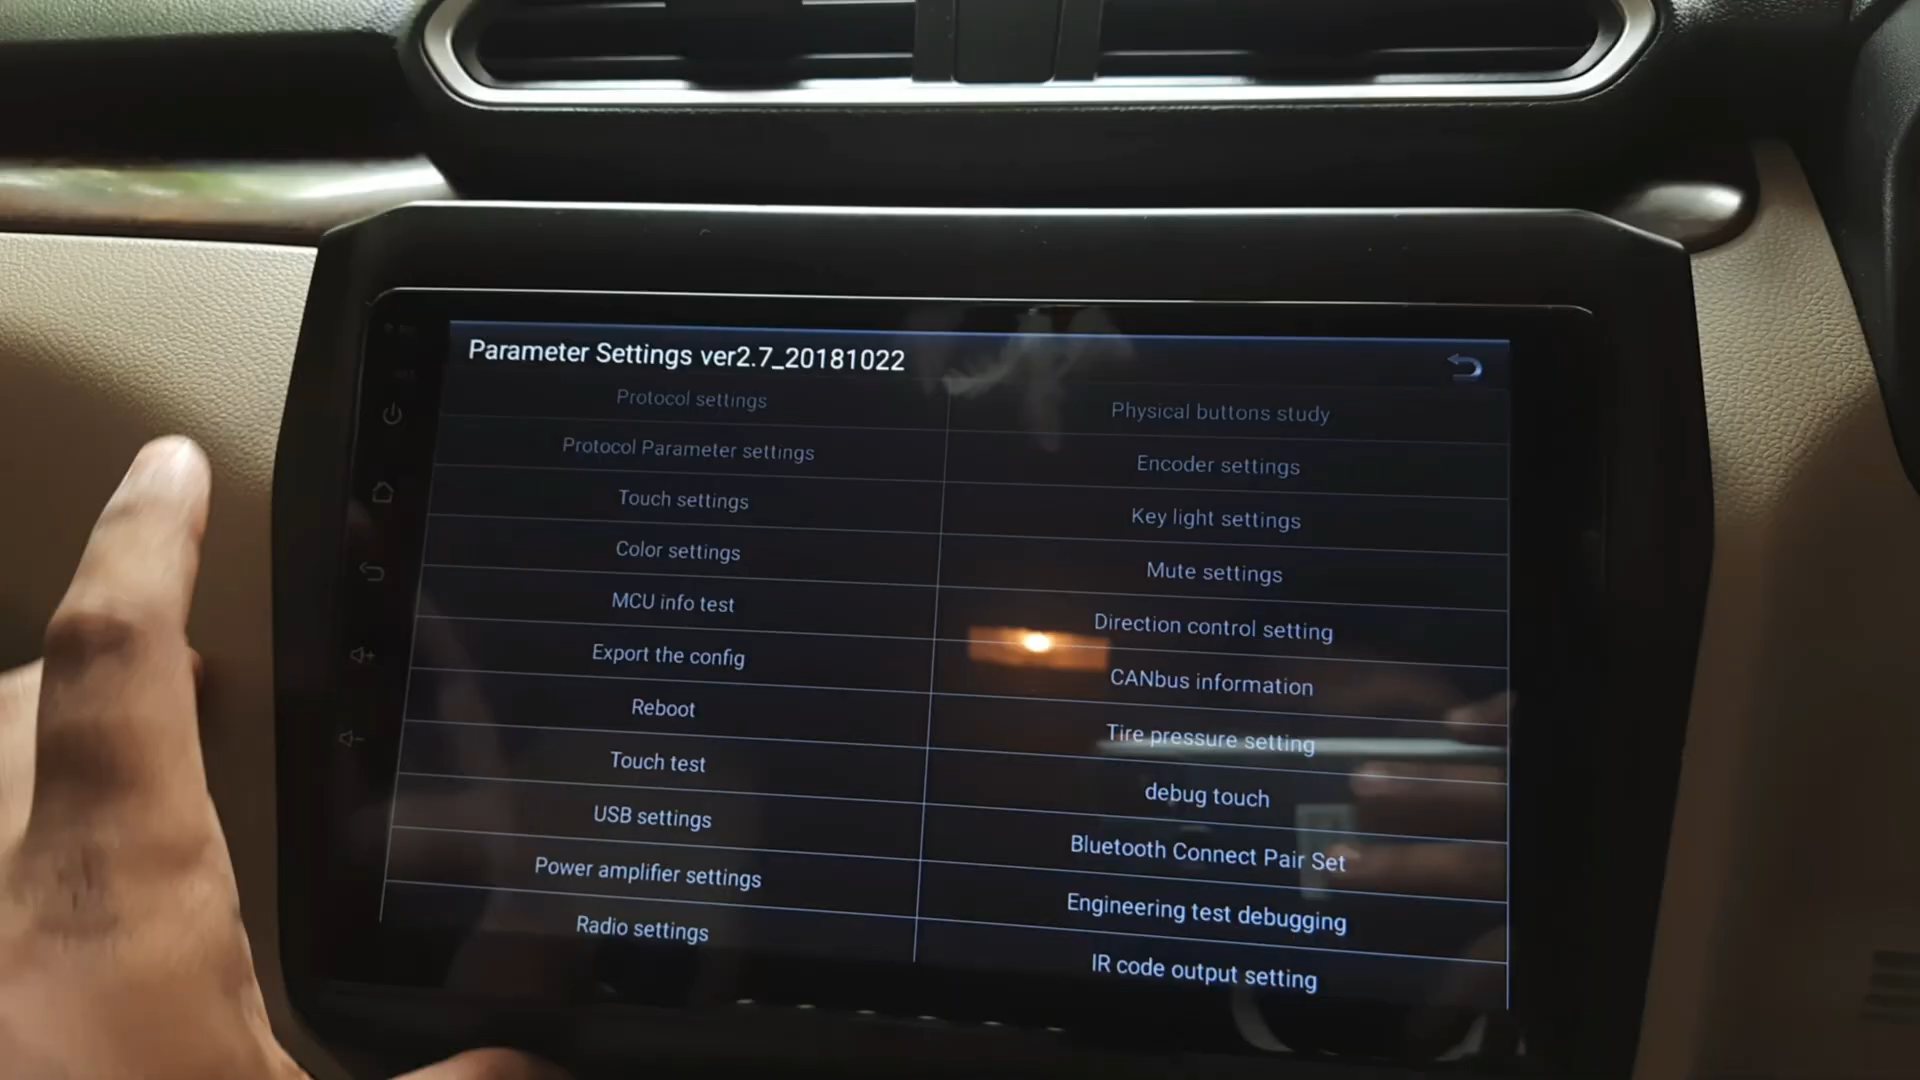 Parameter Settings ver2.7_20181022
Protocol settings
Physical buttons study
Protocol Parameter settings
Encoder settings
Touch settings
Key light settings
Color settings
Mute settings
MCU info test
Direction control setting
Export the config
CANbus information
Reboot
Tire pressure setting
Touch test
debug touch
USB settings
Bluetooth Connect Pair Set
Power amplifier settings
Engineering test debugging
Radio settings
IR code output setting